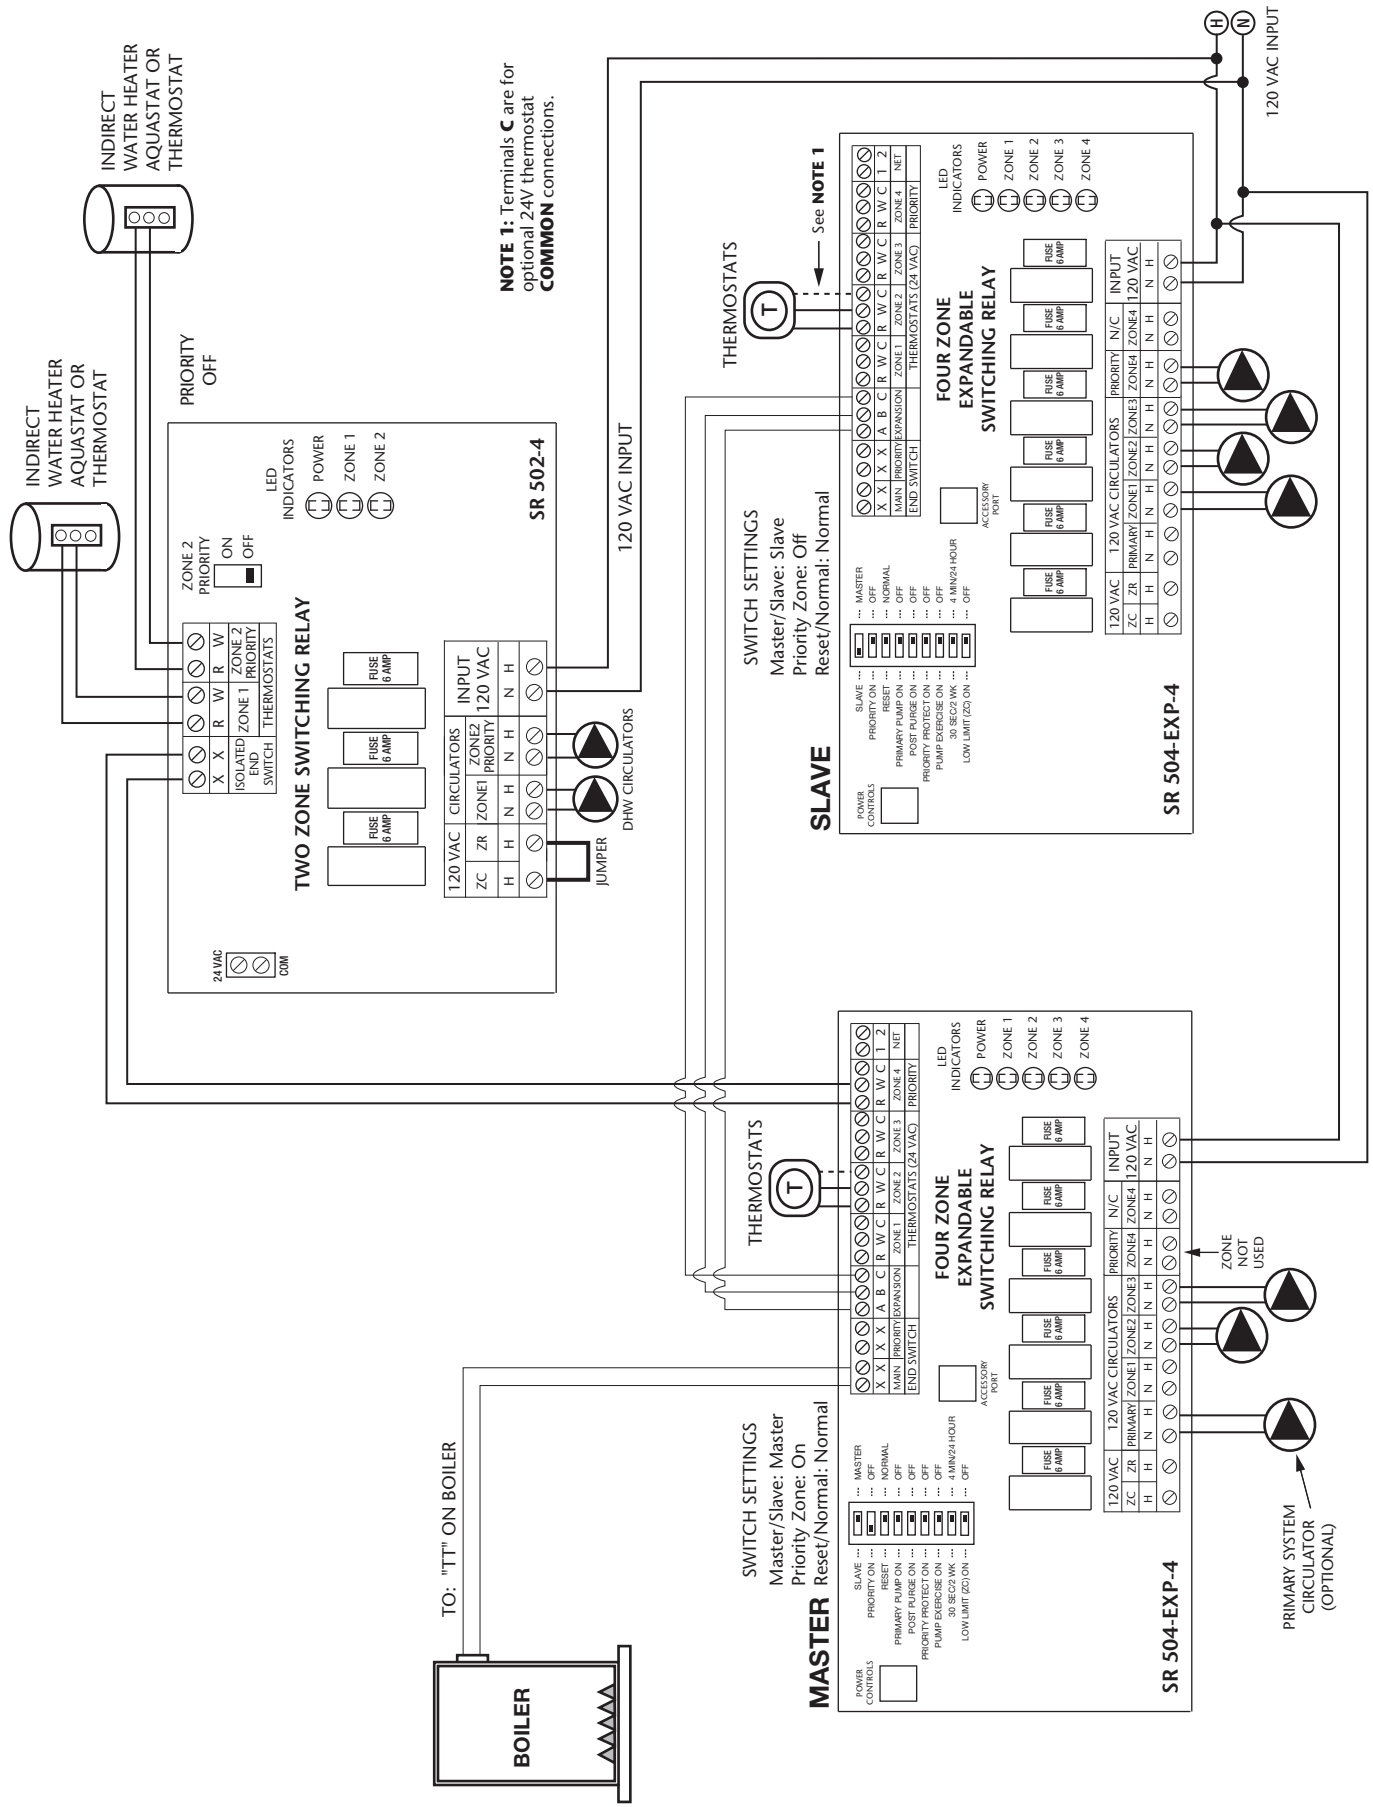 INDIRECT
WATER HEATER
AQUASTAT OR
THERMOSTAT
INDIRECT
WATER HEATER
AQUASTAT OR
THERMOSTAT
PRIORITY
OFF
24 VAC
COM
X X R W R W
ISOLATED
END
SWITCH
ZONE 1
ZONE 2
PRIORITY
THERMOSTATS
ZONE 2
PRIORITY
ON
OFF
LED
INDICATORS
POWER
ZONE 1
ZONE 2
TWO ZONE SWITCHING RELAY
FUSE
6 AMP
FUSE
6 AMP
FUSE
6 AMP
120 VAC
CIRCULATORS
INPUT
120 VAC
ZC ZR ZONE1
ZONE2
PRIORITY
H H N H N H N H
SR 502-4
JUMPER
DHW CIRCULATORS
120 VAC INPUT
NOTE 1: Terminals C are for
optional 24V thermostat
COMMON connections.
BOILER
TO: "TT" ON BOILER
MASTER
SWITCH SETTINGS
Master/Slave: Master
Priority Zone: On
Reset/Normal: Normal
THERMOSTATS
T
POWER
CONTROLS
SLAVE --- --- MASTER
PRIORITY ON --- --- OFF
RESET --- --- NORMAL
PRIMARY PUMP ON --- --- OFF
POST PURGE ON --- --- OFF
PRIORITY PROTECT ON --- --- OFF
PUMP EXERCISE ON --- --- OFF
30 SEC/2 WK --- --- 4 MIN/24 HOUR
LOW LIMIT (ZC) ON --- --- OFF
X X X X A B C R W C R W C R W C R W C 1 2
MAIN PRIORITY EXPANSION ZONE 1 ZONE 2 ZONE 3 ZONE 4 NET
END SWITCH
THERMOSTATS (24 VAC)
PRIORITY
ACCESSORY
PORT
FOUR ZONE
EXPANDABLE
SWITCHING RELAY
LED
INDICATORS
POWER
ZONE 1
ZONE 2
ZONE 3
ZONE 4
FUSE
6 AMP
FUSE
6 AMP
FUSE
6 AMP
FUSE
6 AMP
FUSE
6 AMP
FUSE
6 AMP
120 VAC
120 VAC CIRCULATORS
PRIORITY
N/C
INPUT
120 VAC
ZC ZR PRIMARY ZONE1 ZONE2 ZONE3 ZONE4 ZONE4
H H N H N H N H N H N H N H N H
SR 504-EXP-4
PRIMARY SYSTEM
CIRCULATOR
(OPTIONAL)
ZONE
NOT
USED
SLAVE
SWITCH SETTINGS
Master/Slave: Slave
Priority Zone: Off
Reset/Normal: Normal
THERMOSTATS
T
See NOTE 1
POWER
CONTROLS
SLAVE --- --- MASTER
PRIORITY ON --- --- OFF
RESET --- --- NORMAL
PRIMARY PUMP ON --- --- OFF
POST PURGE ON --- --- OFF
PRIORITY PROTECT ON --- --- OFF
PUMP EXERCISE ON --- --- OFF
30 SEC/2 WK --- --- 4 MIN/24 HOUR
LOW LIMIT (ZC) ON --- --- OFF
X X X X A B C R W C R W C R W C R W C 1 2
MAIN PRIORITY EXPANSION ZONE 1 ZONE 2 ZONE 3 ZONE 4 NET
END SWITCH
THERMOSTATS (24 VAC)
PRIORITY
ACCESSORY
PORT
FOUR ZONE
EXPANDABLE
SWITCHING RELAY
LED
INDICATORS
POWER
ZONE 1
ZONE 2
ZONE 3
ZONE 4
FUSE
6 AMP
FUSE
6 AMP
FUSE
6 AMP
FUSE
6 AMP
FUSE
6 AMP
FUSE
6 AMP
120 VAC
120 VAC CIRCULATORS
PRIORITY
N/C
INPUT
120 VAC
ZC ZR PRIMARY ZONE1 ZONE2 ZONE3 ZONE4 ZONE4
H H N H N H N H N H N H N H N H
SR 504-EXP-4
H
N
120 VAC INPUT